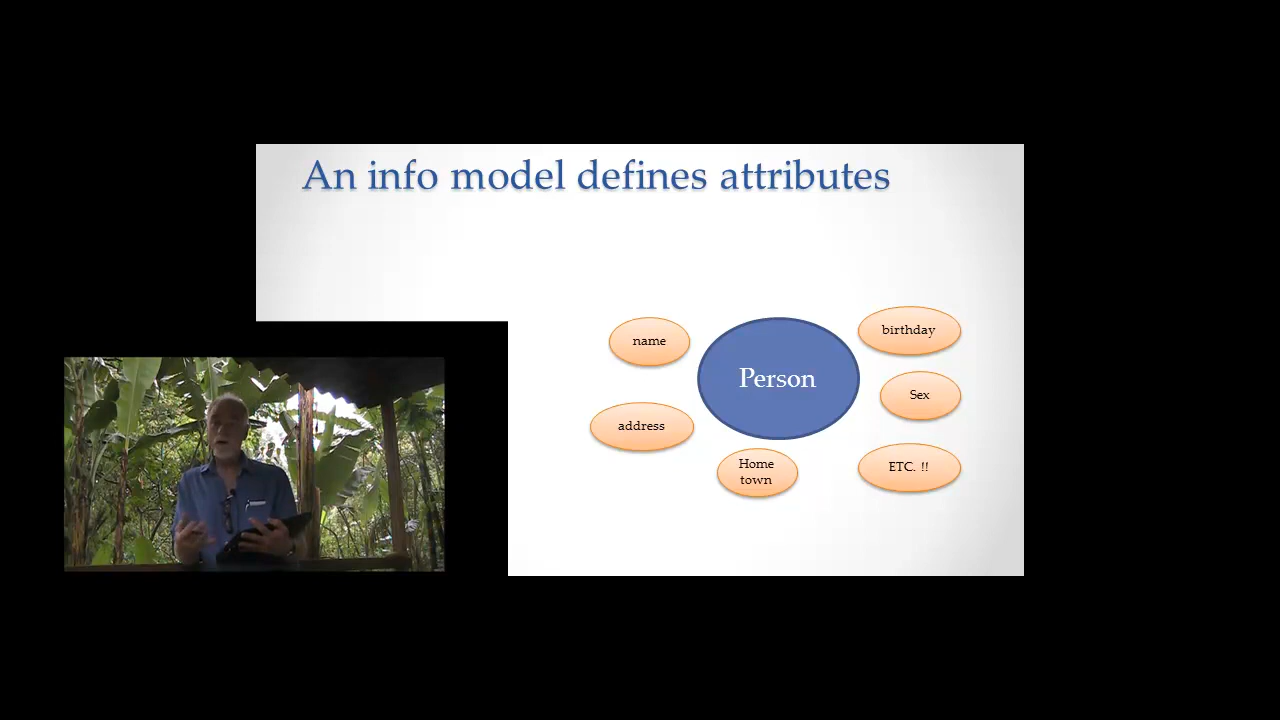 An info model defines attributes
name
Person
birthday
Sex
address
Home
town
ETC. !!